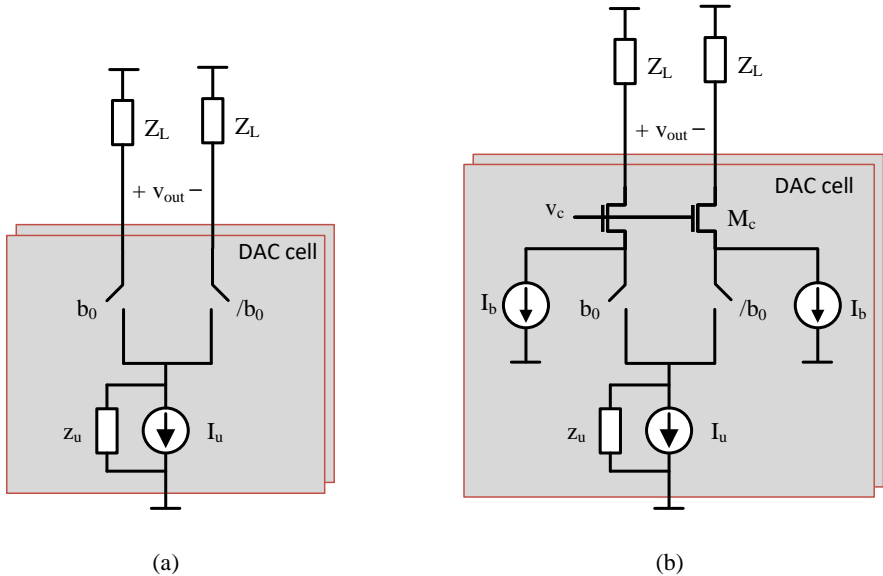 Z_L
Z_L
+ v_out −
DAC cell
b_0
/b_0
z_u
I_u
(a)
Z_L
Z_L
+ v_out −
DAC cell
v_c
M_c
I_b
b_0
/b_0
I_b
z_u
I_u
(b)